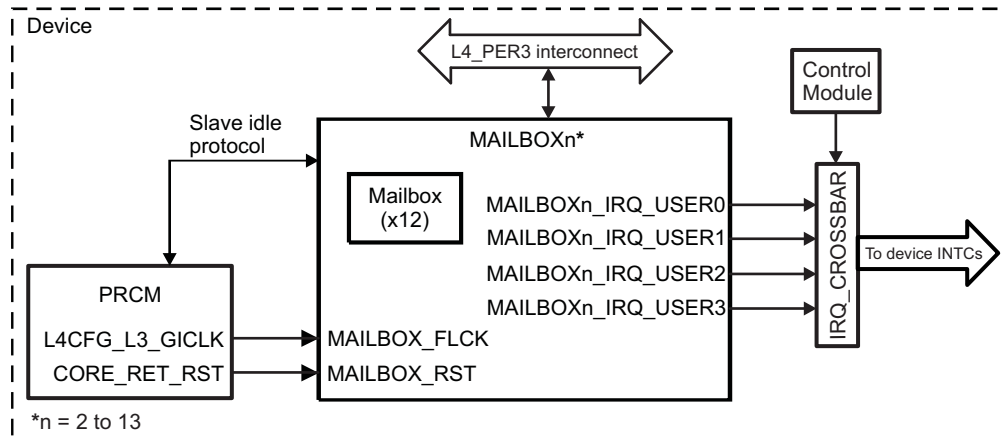 Device
L4_PER3 interconnect
Control
Module
Slave idle
protocol
MAILBOXn*
Mailbox
(x12)
MAILBOXn_IRQ_USER0
MAILBOXn_IRQ_USER1
MAILBOXn_IRQ_USER2
MAILBOXn_IRQ_USER3
IRQ_CROSSBAR
To device INTCs
PRCM
L4CFG_L3_GICLK
MAILBOX_FLCK
CORE_RET_RST
MAILBOX_RST
*n = 2 to 13